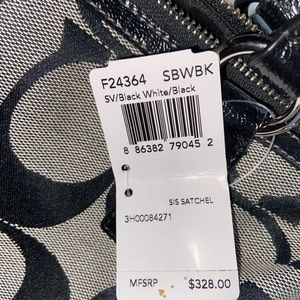 F24364 SBWBK
SV/Black White/Black
8 86382 79045 2
SIS SATCHEL
3H00084271
MFSRP $328.00